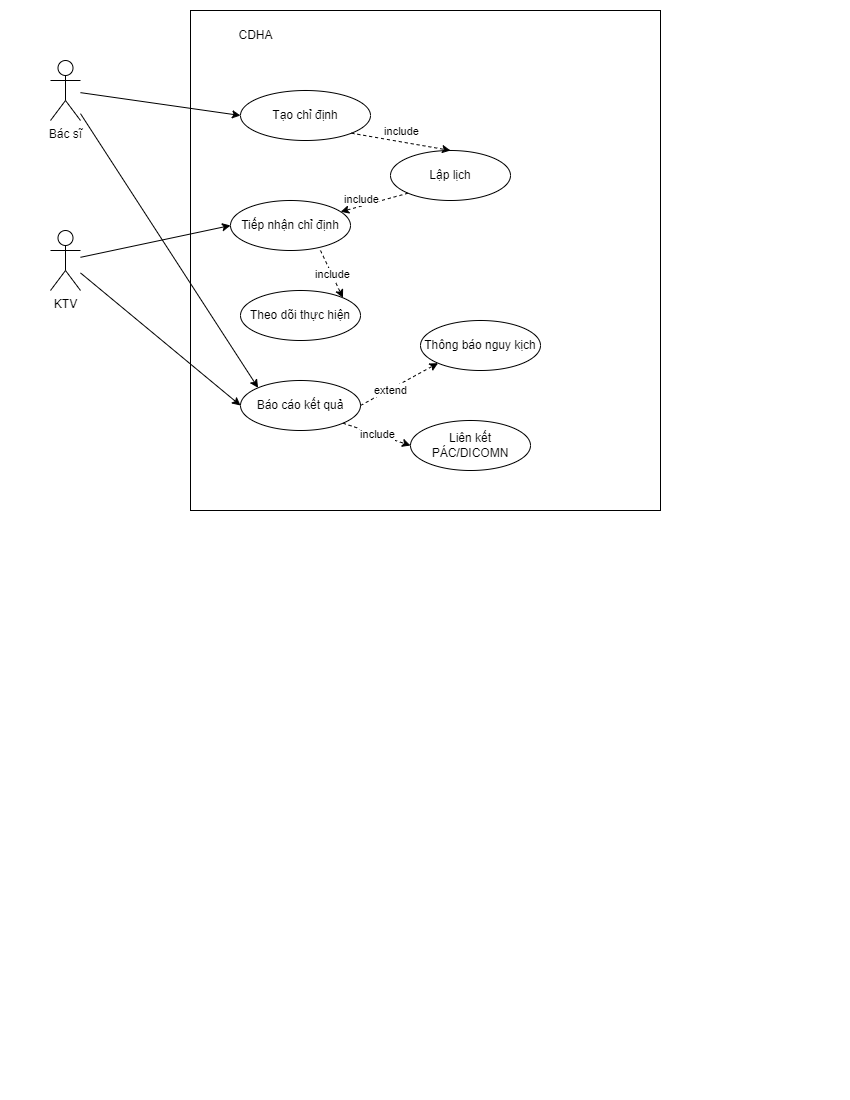 CDHA
Bác sĩ
Tạo chỉ định
include
Lập lịch
include
Tiếp nhận chỉ định
KTV
include
Theo dõi thực hiện
Thông báo nguy kịch
extend
Báo cáo kết quả
include
Liên kết
PÁC/DICOMN